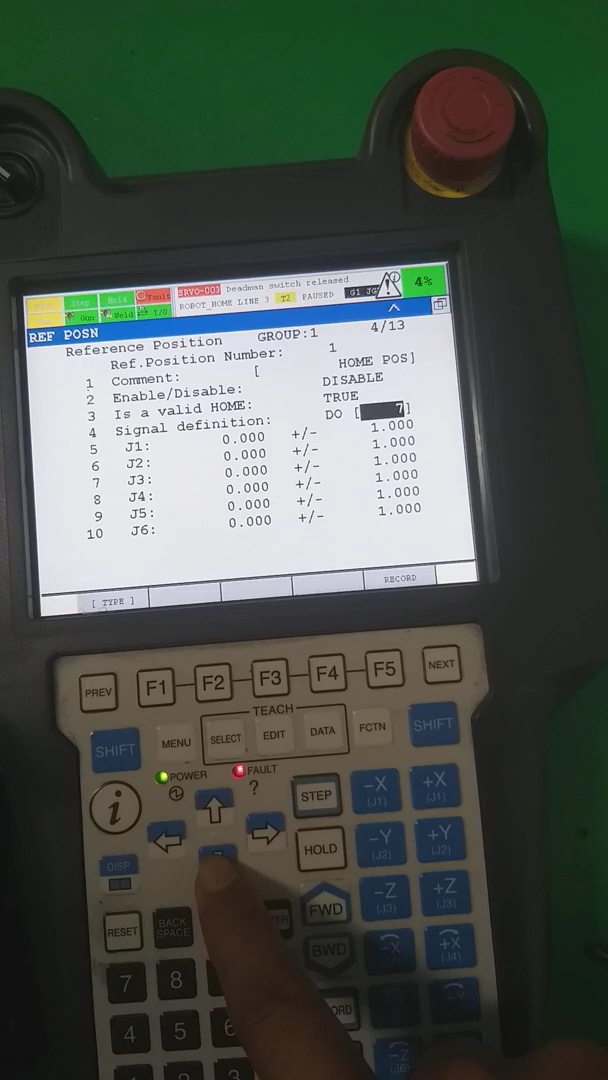 Step Hold Fault SRVO-003 Deadman switch released 4%
Gun Weld I/O ROBOT_HOME LINE 3 T2 PAUSED G1
REF POSN
Reference Position GROUP:1 4/13
Ref.Position Number: 1
1 Comment: [ HOME POS]
2 Enable/Disable: DISABLE
3 Is a valid HOME: TRUE
4 Signal definition: DO [ 7]
5 J1: 0.000 +/- 1.000
6 J2: 0.000 +/- 1.000
7 J3: 0.000 +/- 1.000
8 J4: 0.000 +/- 1.000
9 J5: 0.000 +/- 1.000
10 J6: 0.000 +/- 1.000
[ TYPE ] RECORD
PREV F1 F2 F3 F4 F5 NEXT
TEACH
SHIFT MENU SELECT EDIT DATA FCTN SHIFT
POWER FAULT
i ? STEP -X (J1) +X (J1)
DISP HOLD -Y (J2) +Y (J2)
RESET BACK SPACE FWD -Z (J3) +Z (J3)
BWD -X +X (J4)
7 8
4 5 6 -Z (J6)
2 3